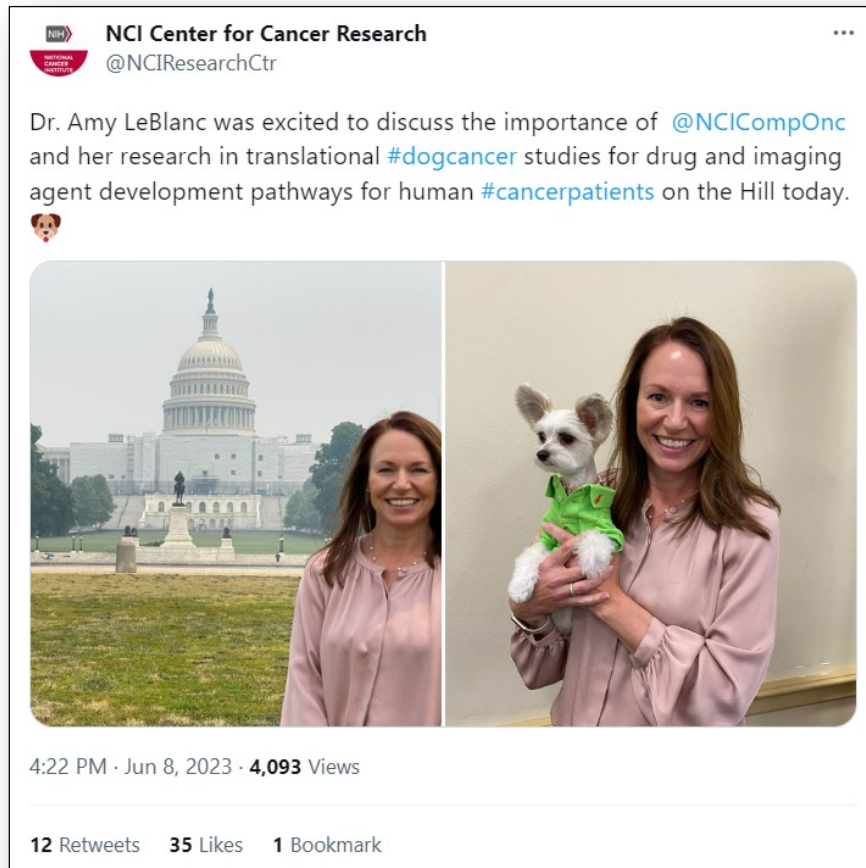 NIH
NATIONAL
CANCER
INSTITUTE
NCI Center for Cancer Research
@NCIResearchCtr
Dr. Amy LeBlanc was excited to discuss the importance of @NCICompOnc
and her research in translational #dogcancer studies for drug and imaging
agent development pathways for human #cancerpatients on the Hill today.
4:22 PM · Jun 8, 2023 · 4,093 Views
12 Retweets 35 Likes 1 Bookmark